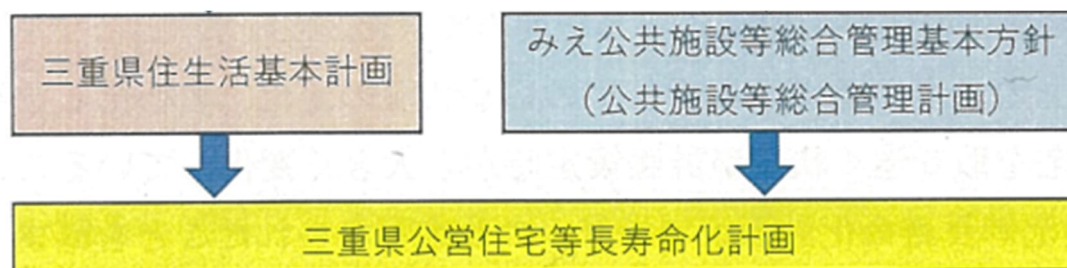 三重県住生活基本計画
みえ公共施設等総合管理基本方針
（公共施設等総合管理計画）
三重県公営住宅等長寿命化計画